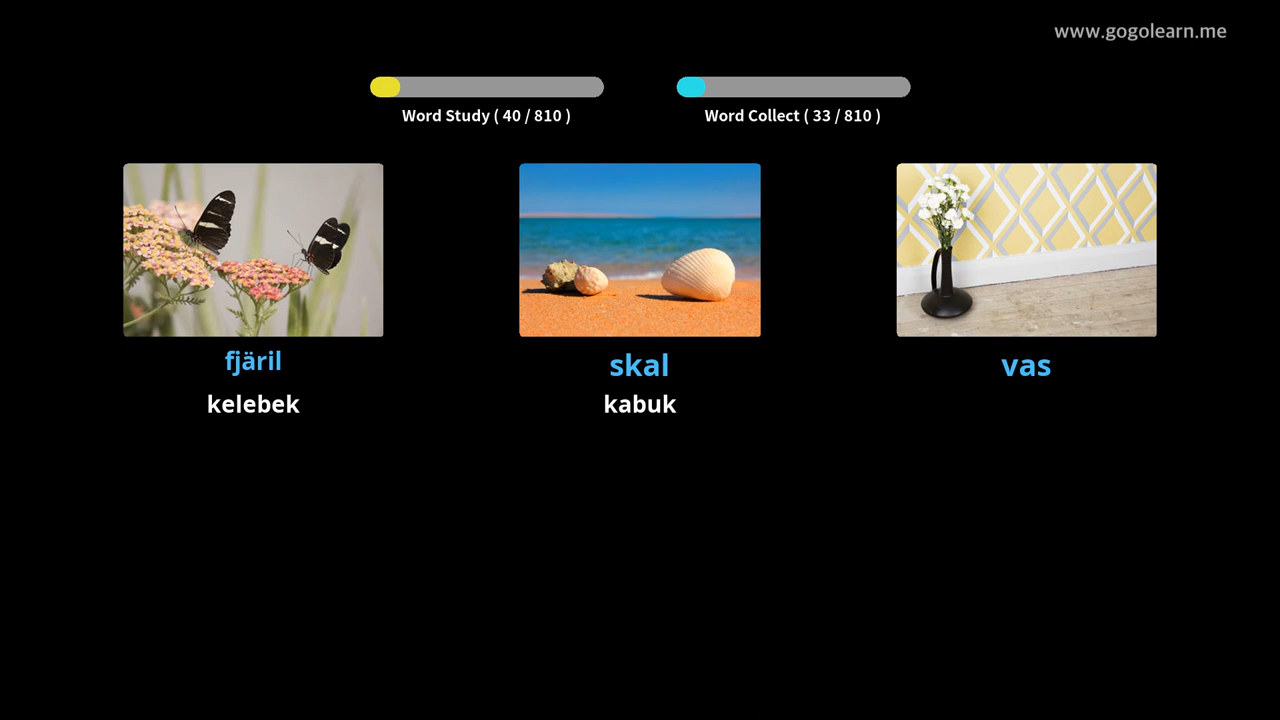 www.gogolearn.me
Word Study ( 40 / 810 )
Word Collect ( 33 / 810 )
fjäril
skal
vas
kelebek
kabuk